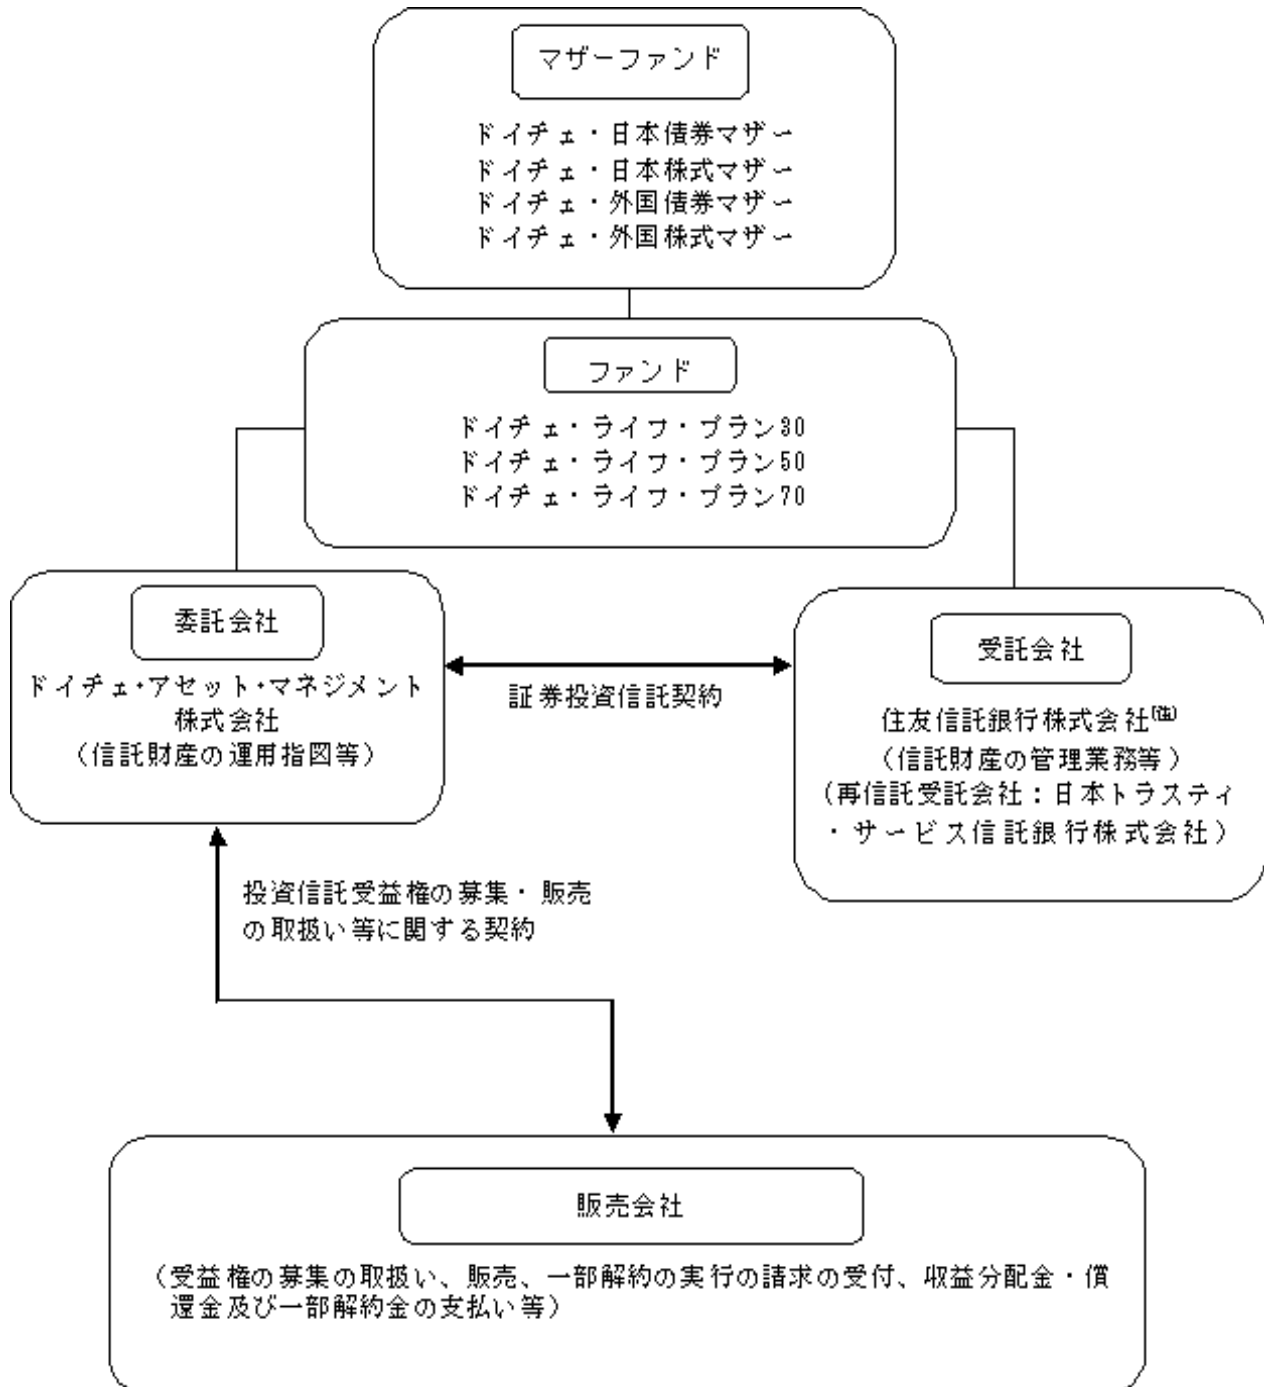 マザーファンド
ドイチェ・日本債券マザー
ドイチェ・日本株式マザー
ドイチェ・外国債券マザー
ドイチェ・外国株式マザー
ファンド
ドイチェ・ライフ・プラン30
ドイチェ・ライフ・プラン50
ドイチェ・ライフ・プラン70
委託会社
ドイチェ・アセット・マネジメント
株式会社
（信託財産の運用指図等）
証券投資信託契約
受託会社
住友信託銀行株式会社
（信託財産の管理業務等）
（再信託受託会社：日本トラスティ
・サービス信託銀行株式会社）
投資信託受益権の募集・販売
の取扱い等に関する契約
販売会社
（受益権の募集の取扱い、販売、一部解約の実行の請求の受付、収益分配金・償
還金及び一部解約金の支払い等）